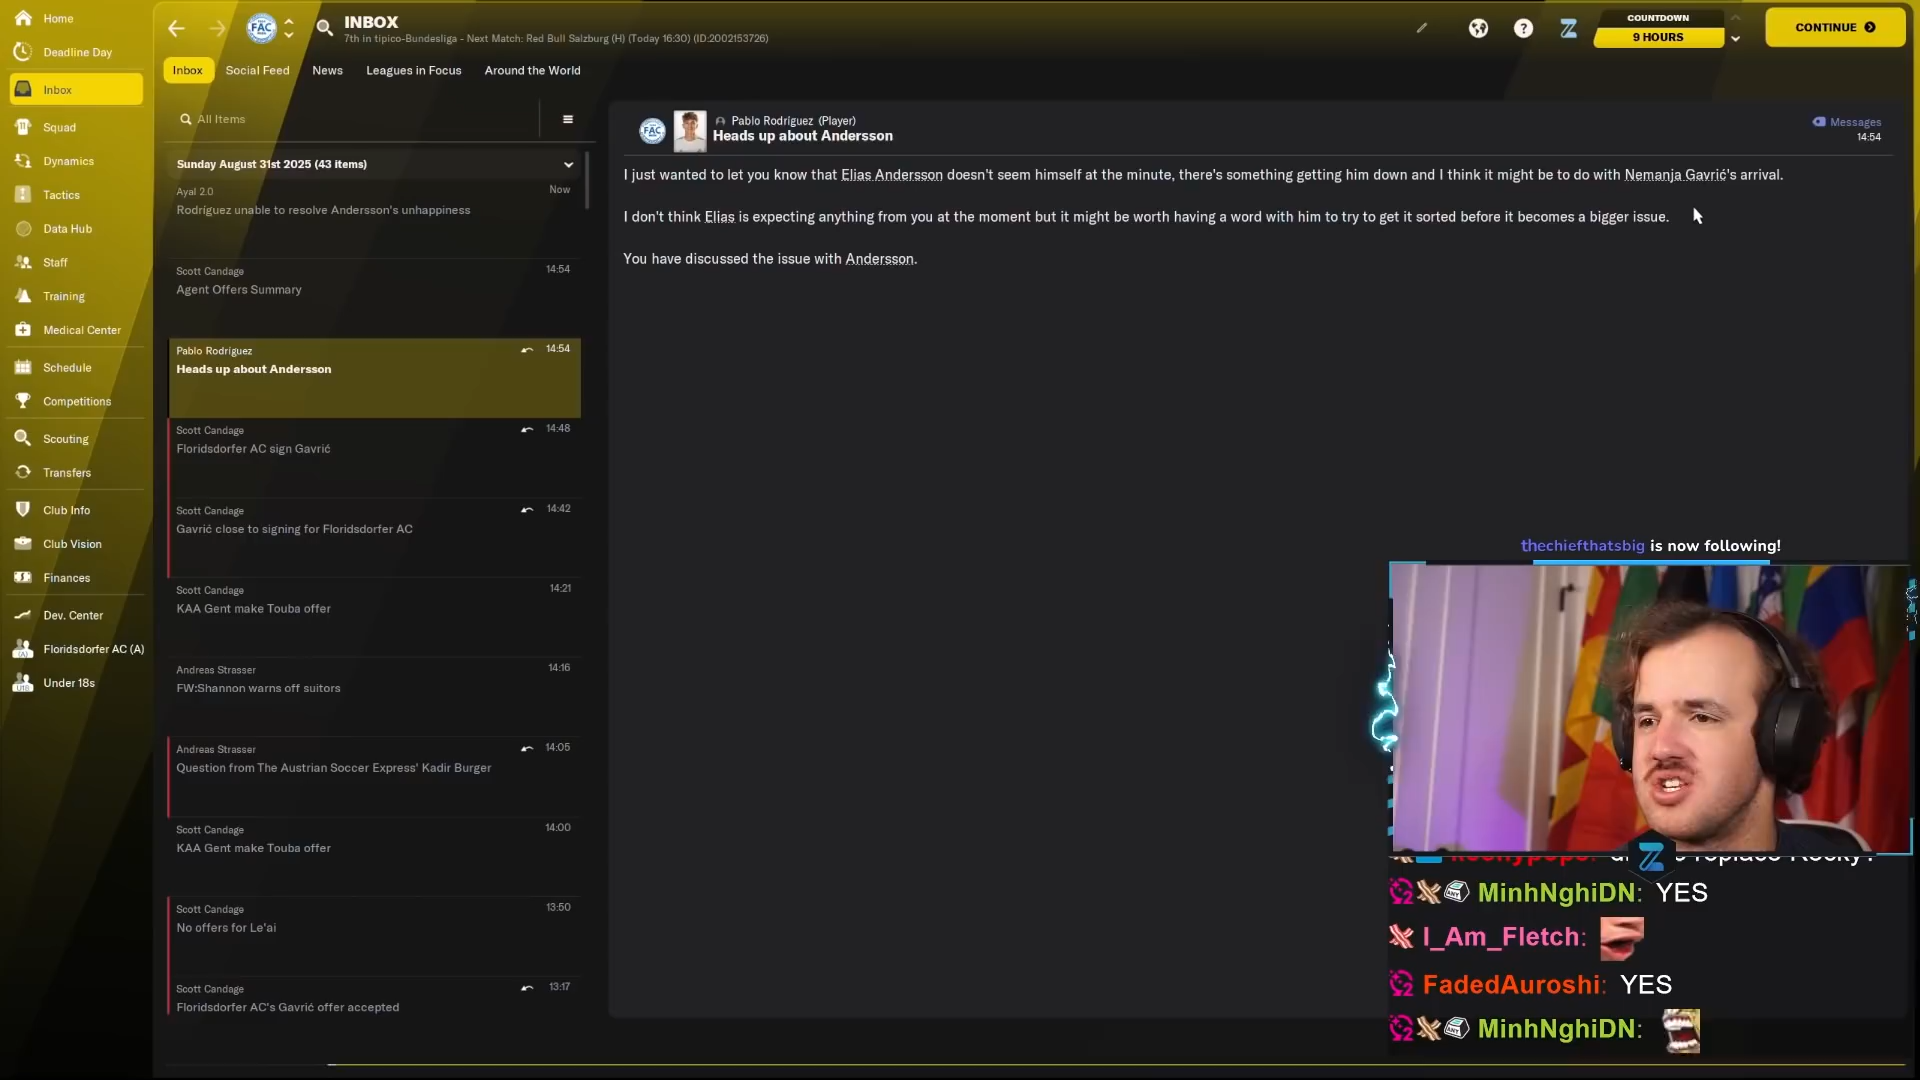 Home
Deadline Day
Inbox
Squad
Dynamics
Tactics
Data Hub
Staff
Training
Medical Center
Schedule
Competitions
Scouting
Transfers
Club Info
Club Vision
Finances
Dev. Center
Floridsdorfer AC (A)
Under 18s
FAC
INBOX
7th in tipico-Bundesliga - Next Match: Red Bull Salzburg (H) (Today 16:30) (ID:2002153726)
COUNTDOWN
9 HOURS
CONTINUE
Inbox
Social Feed
News
Leagues in Focus
Around the World
All Items
Sunday August 31st 2025 (43 items)
Ayal 2.0 Now
Rodríguez unable to resolve Andersson's unhappiness
Scott Candage 14:54
Agent Offers Summary
Pablo Rodríguez 14:54
Heads up about Andersson
Scott Candage 14:48
Floridsdorfer AC sign Gavrić
Scott Candage 14:42
Gavrić close to signing for Floridsdorfer AC
Scott Candage 14:21
KAA Gent make Touba offer
Andreas Strasser 14:16
FW:Shannon warns off suitors
Andreas Strasser 14:05
Question from The Austrian Soccer Express' Kadir Burger
Scott Candage 14:00
KAA Gent make Touba offer
Scott Candage 13:50
No offers for Le'ai
Scott Candage 13:17
Floridsdorfer AC's Gavrić offer accepted
FAC
Pablo Rodríguez (Player)
Heads up about Andersson
Messages
14:54
I just wanted to let you know that Elias Andersson doesn't seem himself at the minute, there's something getting him down and I think it might be to do with Nemanja Gavrić's arrival.
I don't think Elias is expecting anything from you at the moment but it might be worth having a word with him to try to get it sorted before it becomes a bigger issue.
You have discussed the issue with Andersson.
thechiefthatsbig is now following!
MinhNghiDN: YES
I_Am_Fletch:
FadedAuroshi: YES
MinhNghiDN: